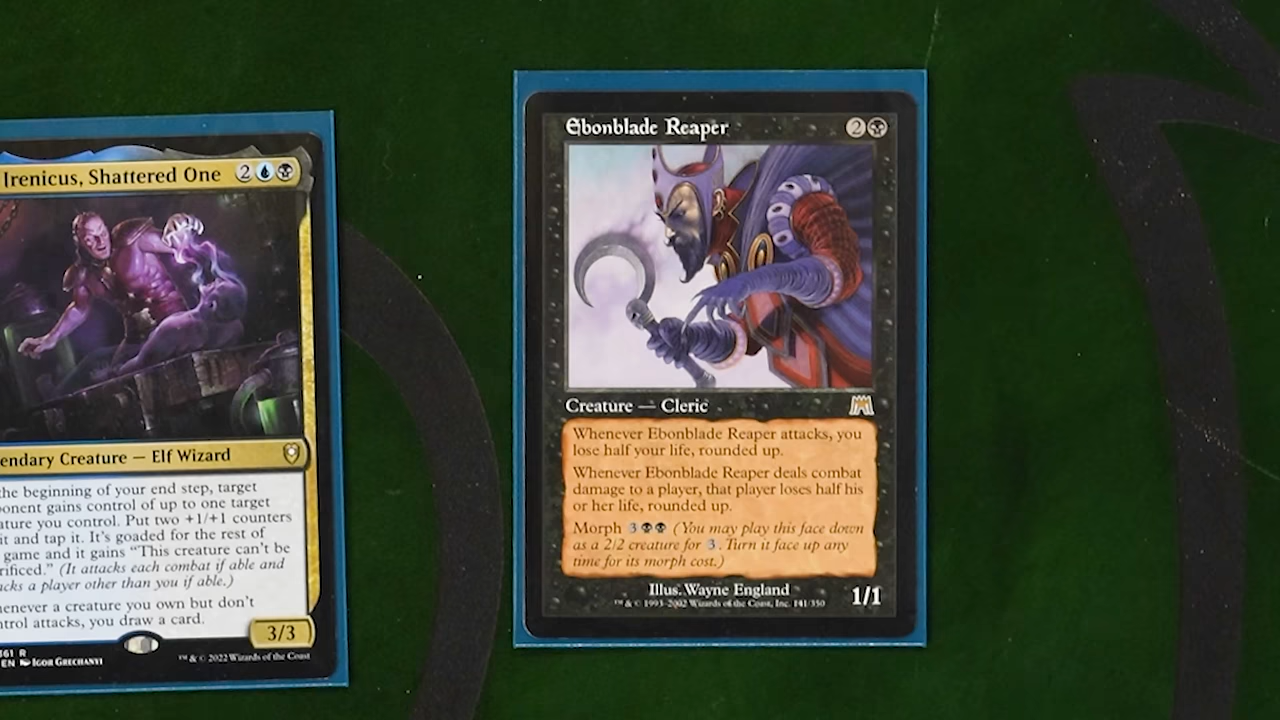 Irenicus, Shattered One 2
endary Creature — Elf Wizard
the beginning of your end step, target
ponent gains control of up to one target
ature you control. Put two +1/+1 counters
it and tap it. It's goaded for the rest of
game and it gains "This creature can't be
rificed." (It attacks each combat if able and
acks a player other than you if able.)
henever a creature you own but don't
ntrol attacks, you draw a card.
3/3
361 R
EN Igor Grechanyi
™ & © 2022 Wizards of the Coast
Ebonblade Reaper 2
Creature — Cleric
Whenever Ebonblade Reaper attacks, you
lose half your life, rounded up.
Whenever Ebonblade Reaper deals combat
damage to a player, that player loses half his
or her life, rounded up.
Morph 3 (You may play this face down
as a 2/2 creature for 3. Turn it face up any
time for its morph cost.)
Illus. Wayne England
™ & © 1993-2002 Wizards of the Coast, Inc. 141/350
1/1